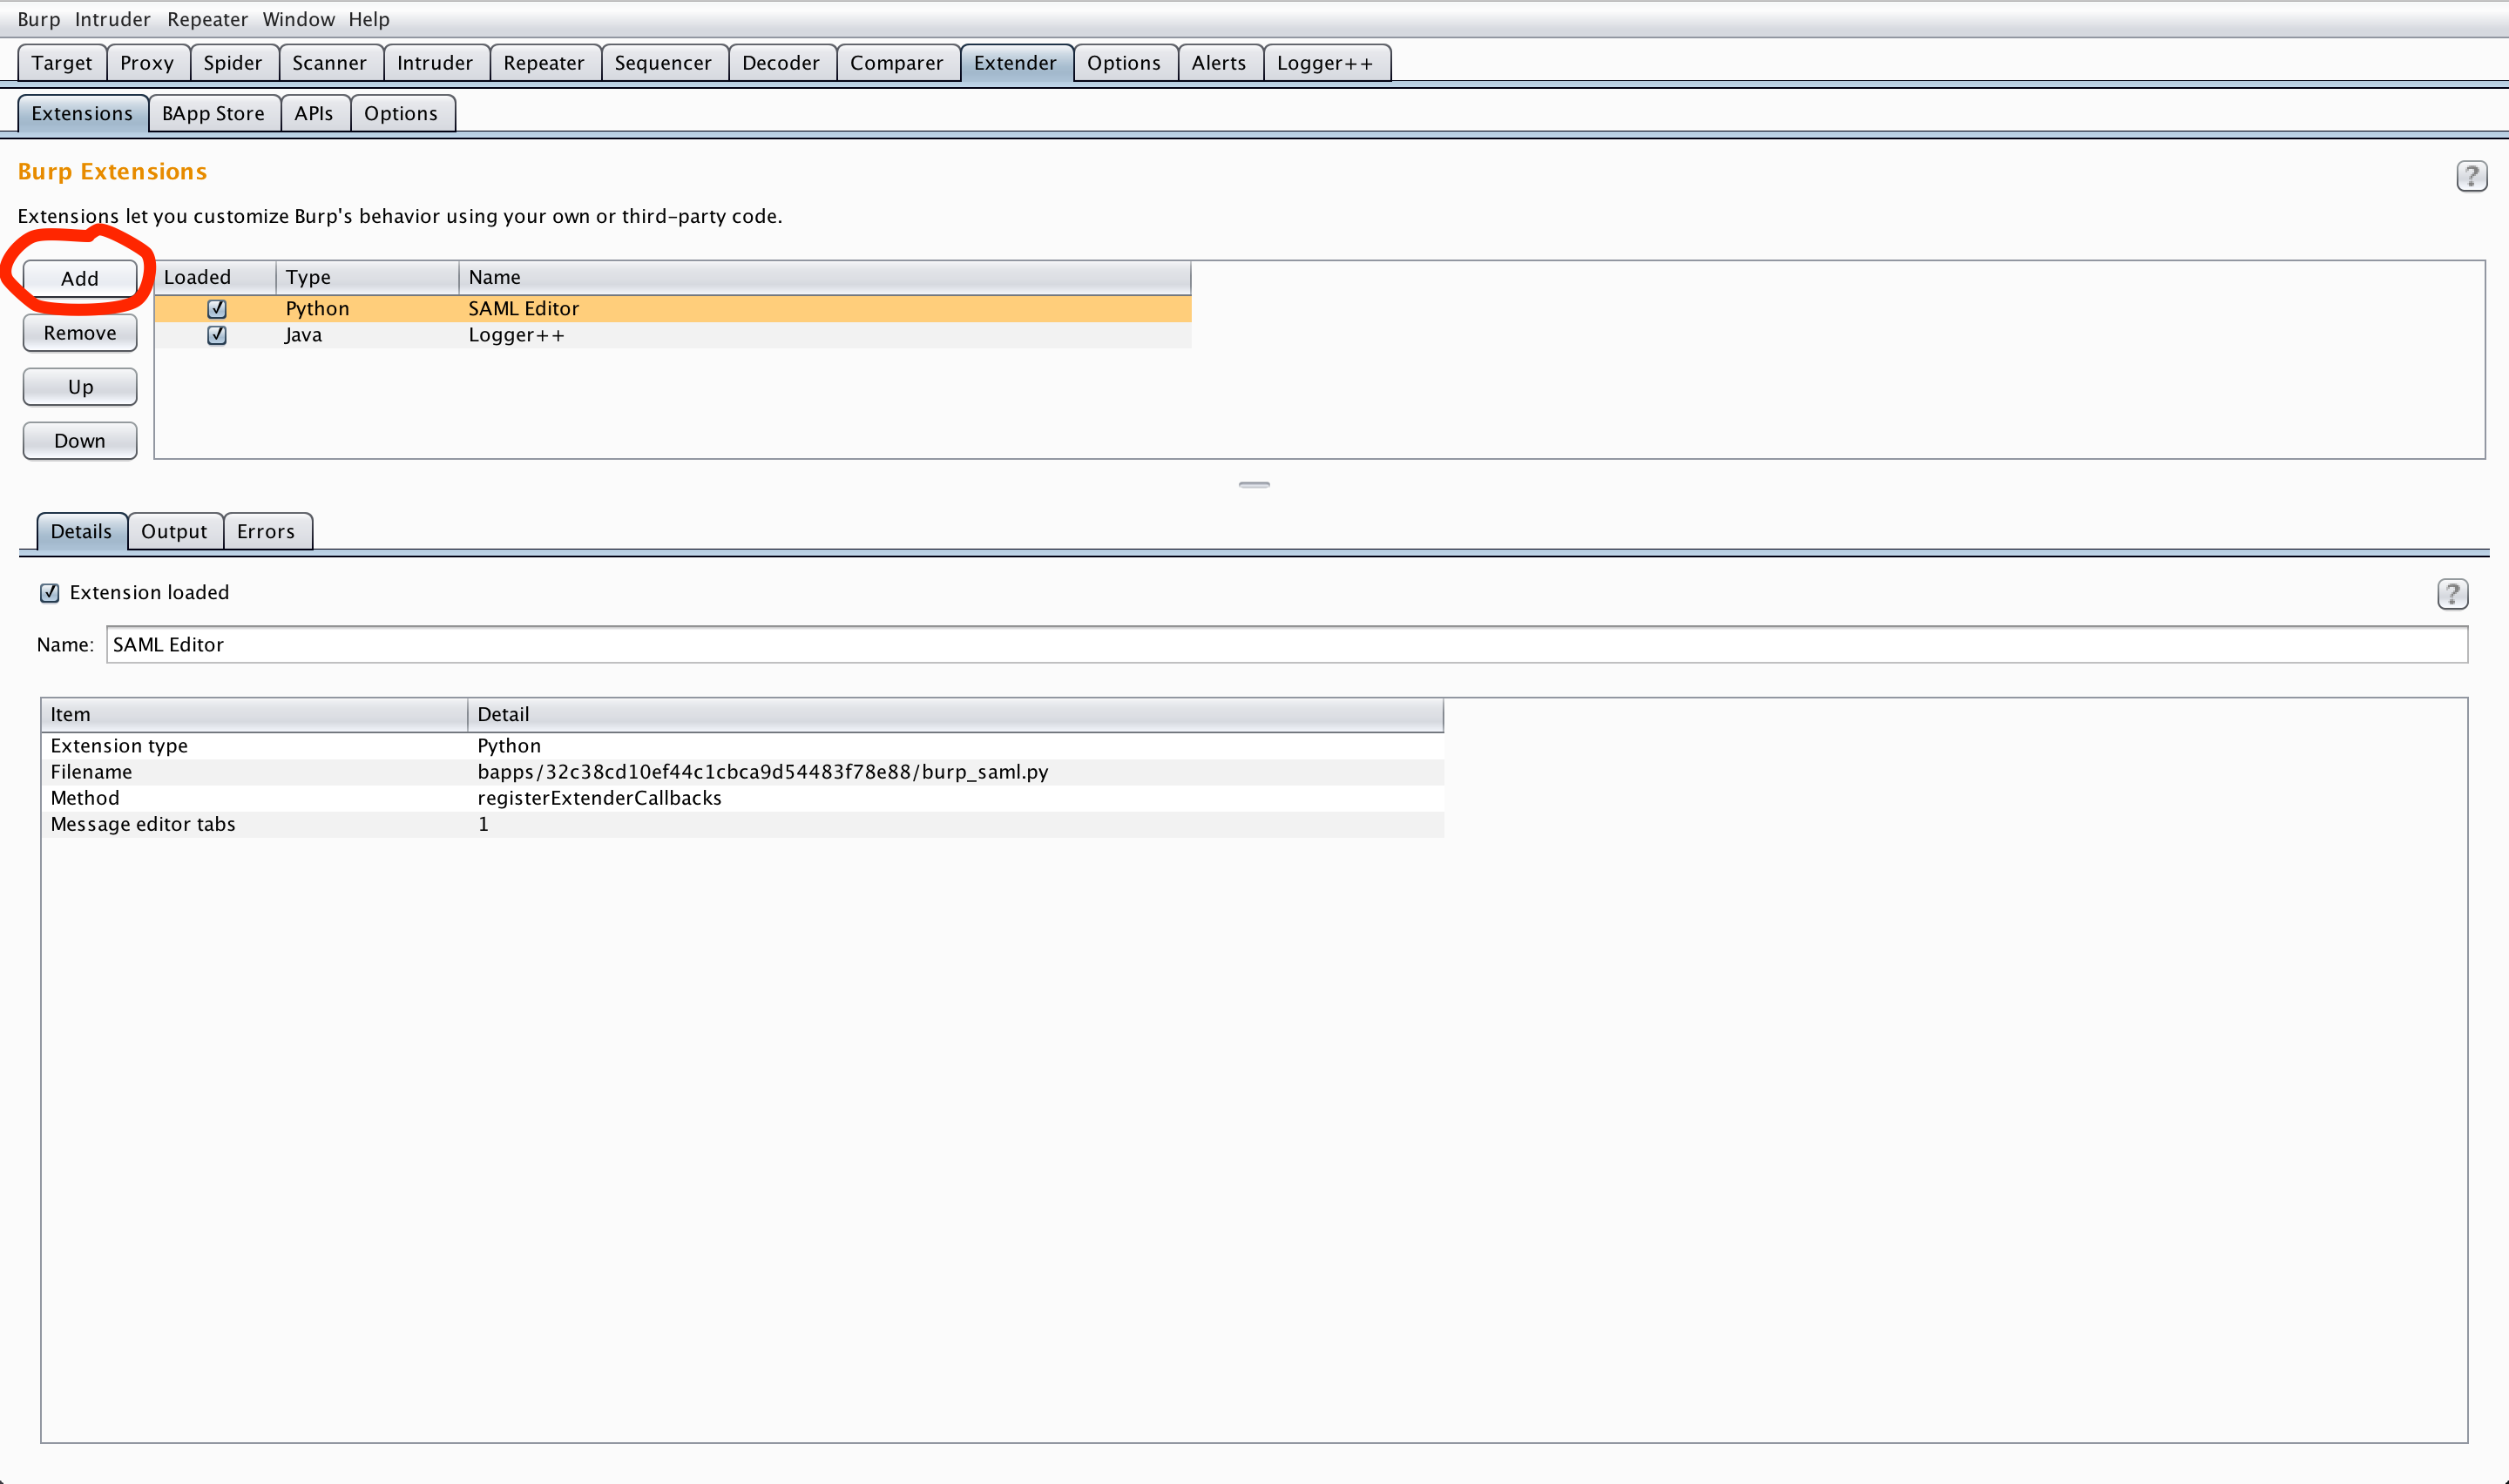 Burp Intruder Repeater Window Help
Target Proxy Spider Scanner Intruder Repeater Sequencer Decoder Comparer Extender Options Alerts Logger++
Extensions BApp Store APIs Options
Burp Extensions
?
Extensions let you customize Burp's behavior using your own or third-party code.
Add
Remove
Up
Down
Loaded Type Name
Python SAML Editor
Java Logger++
Details Output Errors
Extension loaded
?
Name: SAML Editor
Item Detail
Extension type Python
Filename bapps/32c38cd10ef44c1cbca9d54483f78e88/burp_saml.py
Method registerExtenderCallbacks
Message editor tabs 1